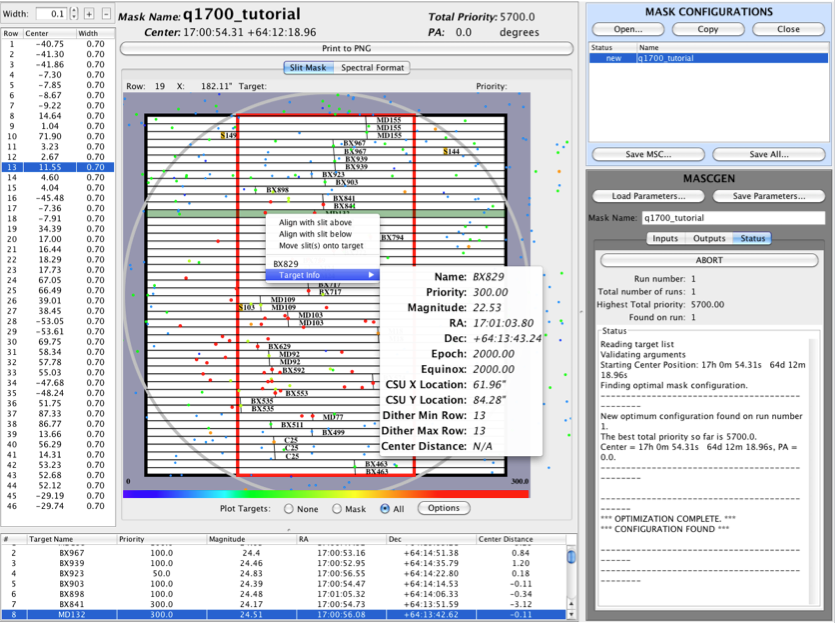 Width: 0.1 + -
Row Center Width
1 -40.75 0.70
2 -41.30 0.70
3 -41.86 0.70
4 -7.30 0.70
5 -7.85 0.70
6 -8.67 0.70
7 -9.22 0.70
8 14.64 0.70
9 1.04 0.70
10 71.90 0.70
11 3.23 0.70
12 2.67 0.70
13 11.55 0.70
14 4.60 0.70
15 4.04 0.70
16 -45.48 0.70
17 -7.36 0.70
18 -7.91 0.70
19 34.39 0.70
20 17.00 0.70
21 16.44 0.70
22 18.29 0.70
23 17.73 0.70
24 67.05 0.70
25 66.49 0.70
26 39.01 0.70
27 38.45 0.70
28 -53.05 0.70
29 -53.61 0.70
30 69.75 0.70
31 58.34 0.70
32 57.78 0.70
33 55.03 0.70
34 -47.68 0.70
35 -48.24 0.70
36 51.75 0.70
37 87.33 0.70
38 86.77 0.70
39 13.66 0.70
40 56.29 0.70
41 14.31 0.70
42 53.23 0.70
43 52.68 0.70
44 52.12 0.70
45 -29.19 0.70
46 -29.74 0.70
Mask Name: q1700_tutorial
Total Priority: 5700.0
Center: 17:00:54.31 +64:12:18.96
PA: 0.0 degrees
Print to PNG
Slit Mask Spectral Format
Row: 19 X: 182.11" Target: Priority:
MD155
MD155
S149 MD155
BX967
BX967 S144
BX939
BX939
BX923
BX903
BX898
BX841
BX841
MD132
Align with slit above
Align with slit below
Move slit(s) onto target
BX829
Target Info
BX794
Name: BX829
Priority: 300.00
Magnitude: 22.53
RA: 17:01:03.80
Dec: +64:13:43.24
Epoch: 2000.00
Equinox: 2000.00
CSU X Location: 61.96"
CSU Y Location: 84.28"
Dither Min Row: 13
Dither Max Row: 13
Center Distance: N/A
BX717
BX717
MD109
S103 MD109
MD103
MD103
BX629
MD92
MD92
BX592
BX553
BX535
BX535
MD77
BX511
BX499
C25
C25
C25
BX463
BX463
0 300.0
Plot Targets: None Mask All Options
# Target Name Priority Magnitude RA Dec Center Distance
2 BX967 100.0 24.4 17:00:53.16 +64:14:51.38 0.84
3 BX939 100.0 24.46 17:00:52.95 +64:14:35.79 1.20
4 BX923 50.0 24.83 17:00:56.55 +64:14:22.80 0.18
5 BX903 100.0 24.39 17:00:54.47 +64:14:14.53 -0.11
6 BX898 100.0 24.48 17:01:05.32 +64:14:06.33 -0.34
7 BX841 300.0 24.17 17:00:54.73 +64:13:51.59 -3.12
8 MD132 300.0 24.51 17:00:56.08 +64:13:42.62 -0.11
MASK CONFIGURATIONS
Open... Copy Close
Status Name
new q1700_tutorial
Save MSC... Save All...
MASCGEN
Load Parameters... Save Parameters...
Mask Name: q1700_tutorial
Inputs Outputs Status
ABORT
Run number: 1
Total number of runs: 1
Highest Total priority: 5700.00
Found on run: 1
Status
Reading target list
Validating arguments
Starting Center Position: 17h 0m 54.31s 64d 12m
18.96s
Finding optimal mask configuration.
New optimum configuration found on run number
1.
The best total priority so far is 5700.0.
Center = 17h 0m 54.31s 64d 12m 18.96s, PA =
0.0.
*** OPTIMIZATION COMPLETE. ***
*** CONFIGURATION FOUND ***